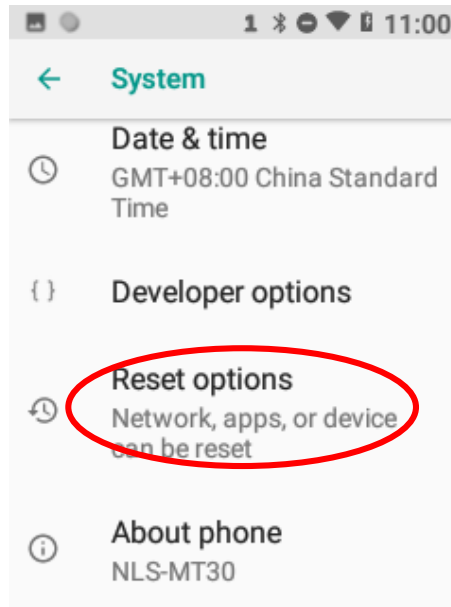 1 11:00
System
Date & time
GMT+08:00 China Standard
Time
{ } Developer options
Reset options
Network, apps, or device
can be reset
About phone
NLS-MT30